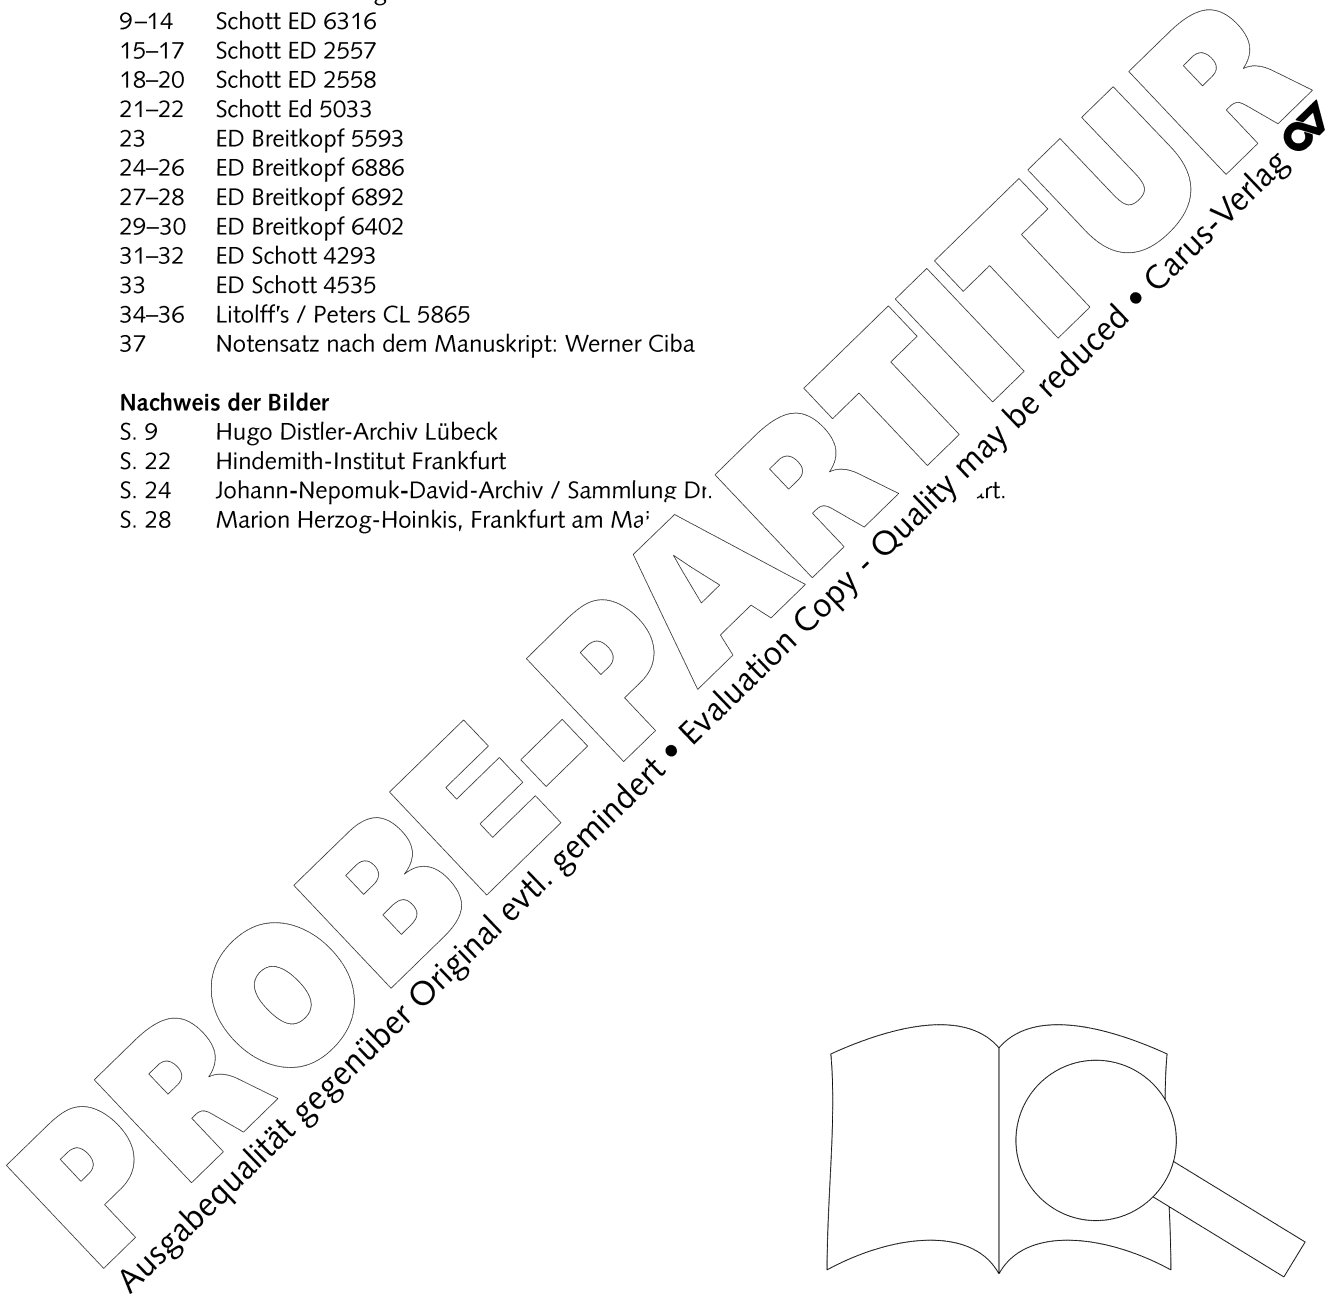 9–14 Schott ED 6316
15–17 Schott ED 2557
18–20 Schott ED 2558
21–22 Schott Ed 5033
23 ED Breitkopf 5593
24–26 ED Breitkopf 6886
27–28 ED Breitkopf 6892
29–30 ED Breitkopf 6402
31–32 ED Schott 4293
33 ED Schott 4535
34–36 Litolff's / Peters CL 5865
37 Notensatz nach dem Manuskript: Werner Ciba
Nachweis der Bilder
S. 9 Hugo Distler-Archiv Lübeck
S. 22 Hindemith-Institut Frankfurt
S. 24 Johann-Nepomuk-David-Archiv / Sammlung Dr.
S. 28 Marion Herzog-Hoinkis, Frankfurt am
PROBE-PARTITUR
Ausgabequalität gegenüber Original evtl. gemindert • Evaluation Copy - Quality may be reduced • Carus-Verlag